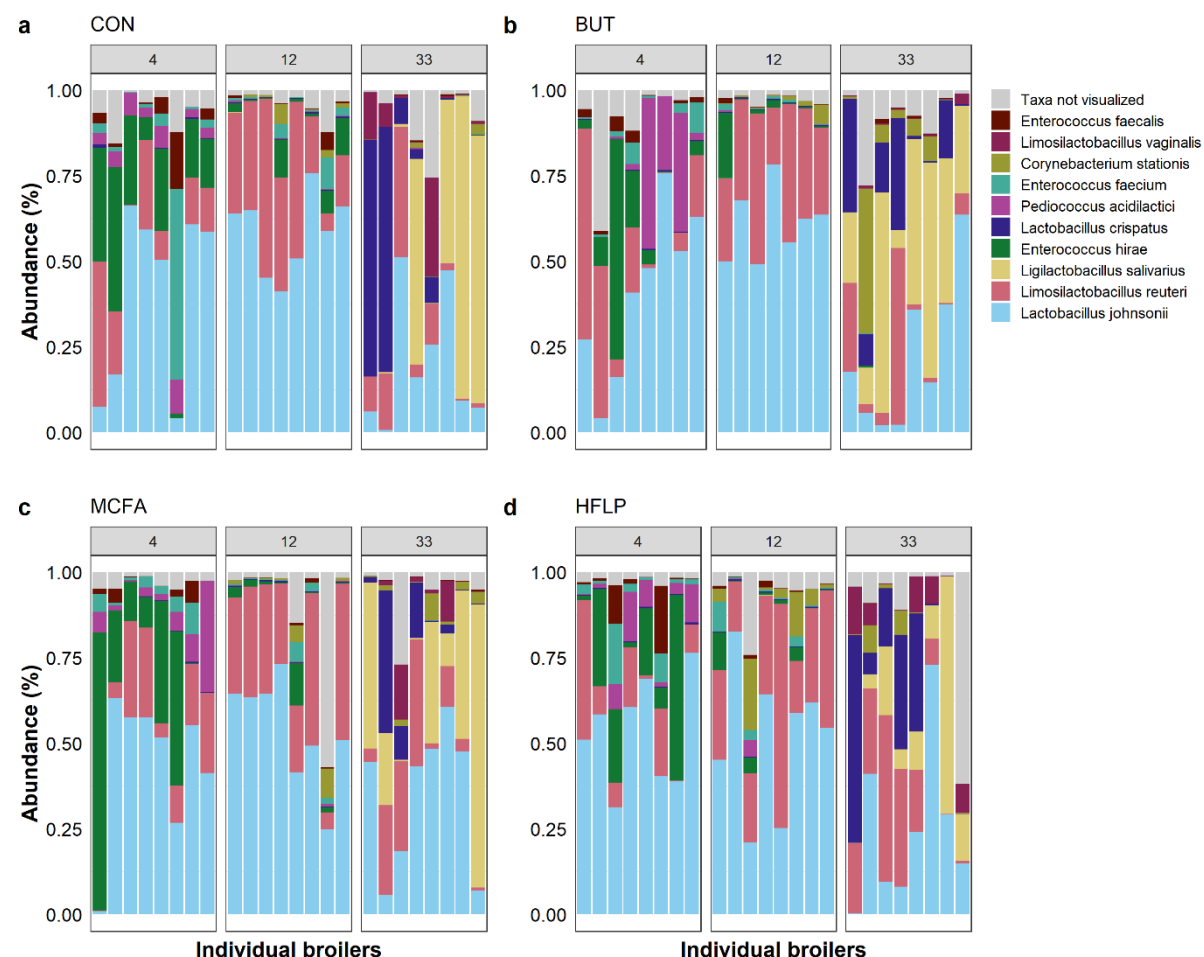 a CON
4 12 33
1.00
0.75
0.50
0.25
0.00
Abundance (%)
b BUT
4 12 33
1.00
0.75
0.50
0.25
0.00
Taxa not visualized
Enterococcus faecalis
Limosilactobacillus vaginalis
Corynebacterium stationis
Enterococcus faecium
Pediococcus acidilactici
Lactobacillus crispatus
Enterococcus hirae
Ligilactobacillus salivarius
Limosilactobacillus reuteri
Lactobacillus johnsonii
c MCFA
4 12 33
1.00
0.75
0.50
0.25
0.00
Abundance (%)
Individual broilers
d HFLP
4 12 33
1.00
0.75
0.50
0.25
0.00
Individual broilers